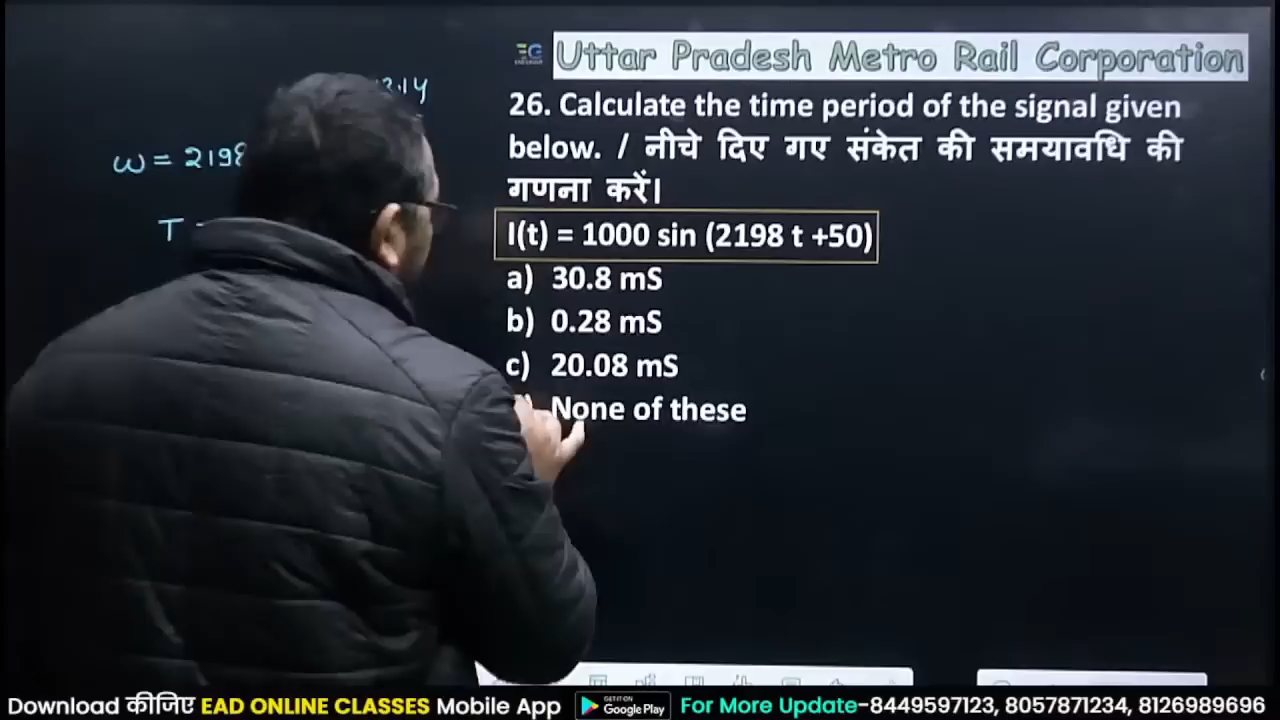 Uttar Pradesh Metro Rail Corporation
3.14
26. Calculate the time period of the signal given
below. / नीचे दिए गए संकेत की समयावधि की
गणना करें।
ω = 2198
T =
I(t) = 1000 sin (2198 t +50)
a) 30.8 mS
b) 0.28 mS
c) 20.08 mS
None of these
Download कीजिए EAD ONLINE CLASSES Mobile App GET IT ON Google Play For More Update-8449597123, 8057871234, 8126989696